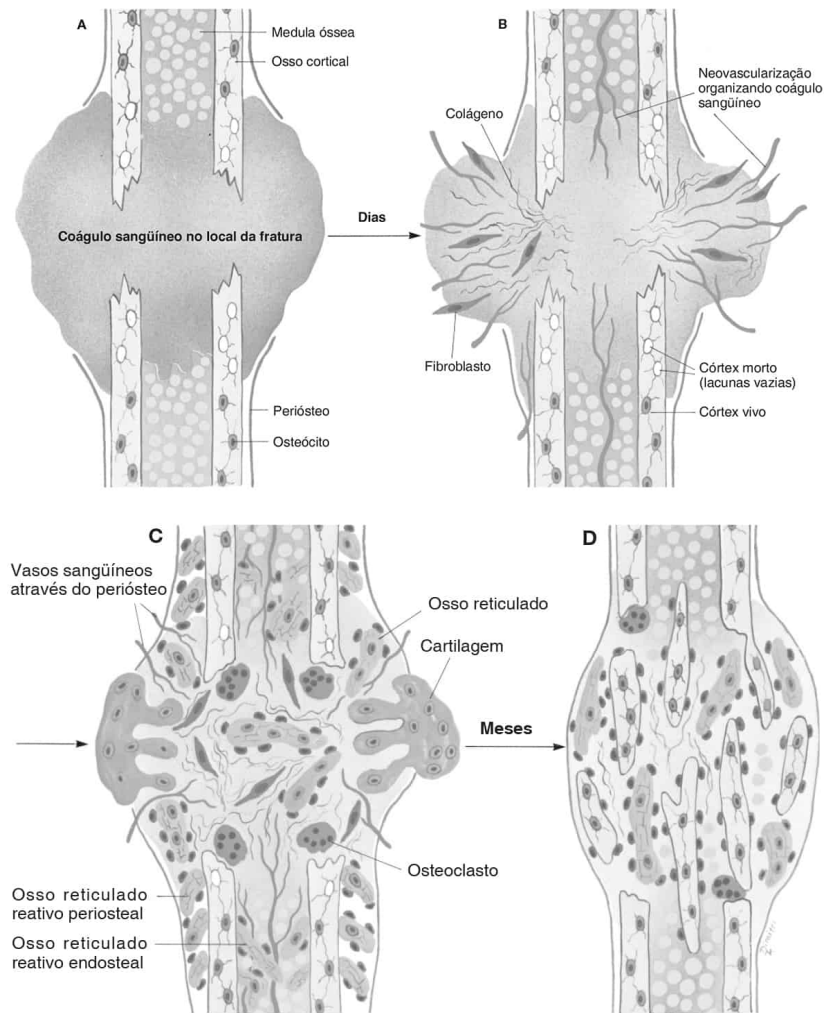 A
Medula óssea
Osso cortical
Coágulo sangüíneo no local da fratura
Periósteo
Osteócito
Dias
B
Neovascularização
organizando coágulo
sangüíneo
Colágeno
Fibroblasto
Córtex morto
(lacunas vazias)
Córtex vivo
C
Vasos sangüíneos
através do periósteo
Osso reticulado
Cartilagem
Osteoclasto
Osso reticulado
reativo periosteal
Osso reticulado
reativo endosteal
Meses
D